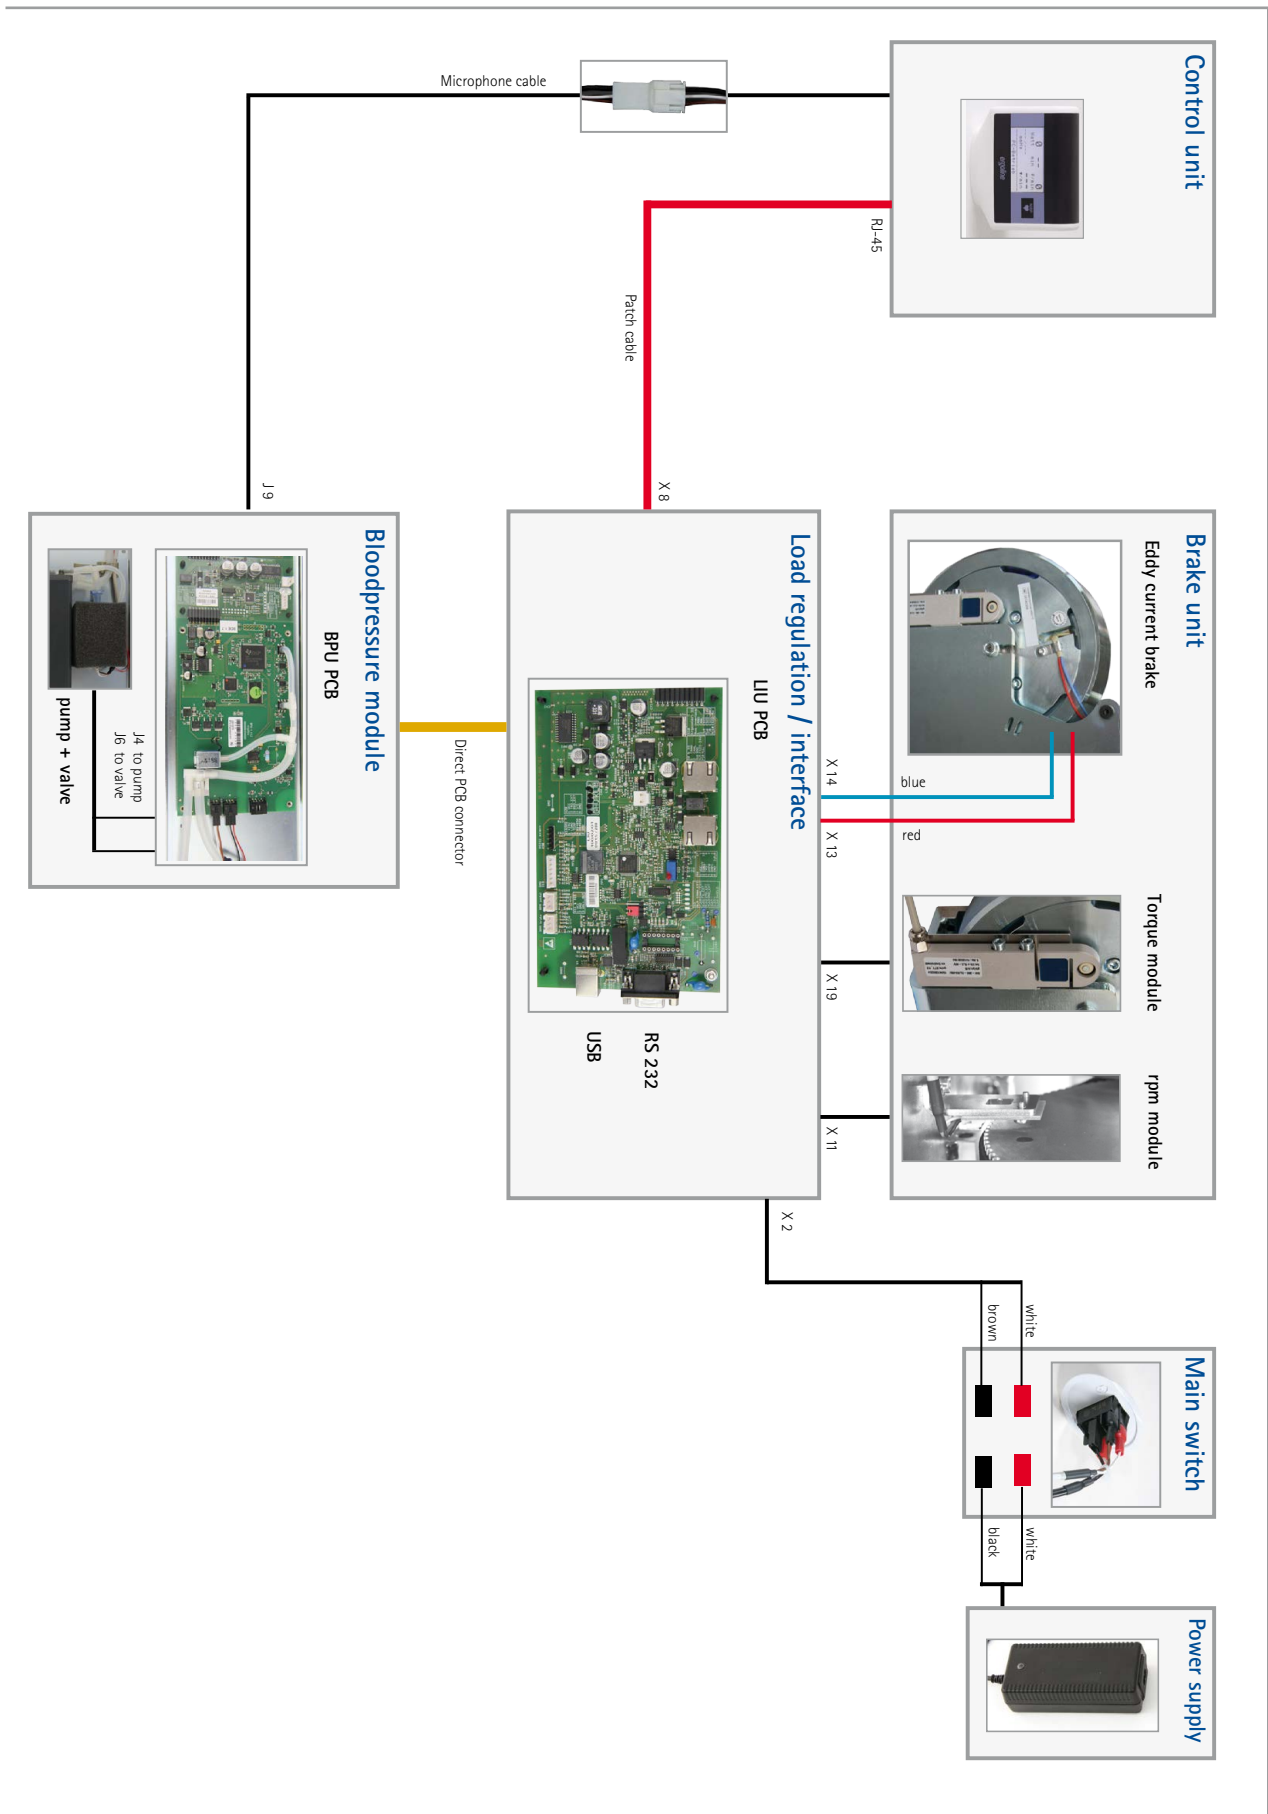 Control unit
ergoline
RJ-45
Microphone cable
Patch cable
X 8
J 9
Brake unit
Eddy current brake
Torque module
rpm module
blue
red
X 14
X 13
X 19
X 11
Load regulation / interface
LIU PCB
RS 232
USB
X 2
Direct PCB connector
Bloodpressure module
BPU PCB
J4 to pump
J6 to valve
pump + valve
Main switch
white
brown
white
black
Power supply